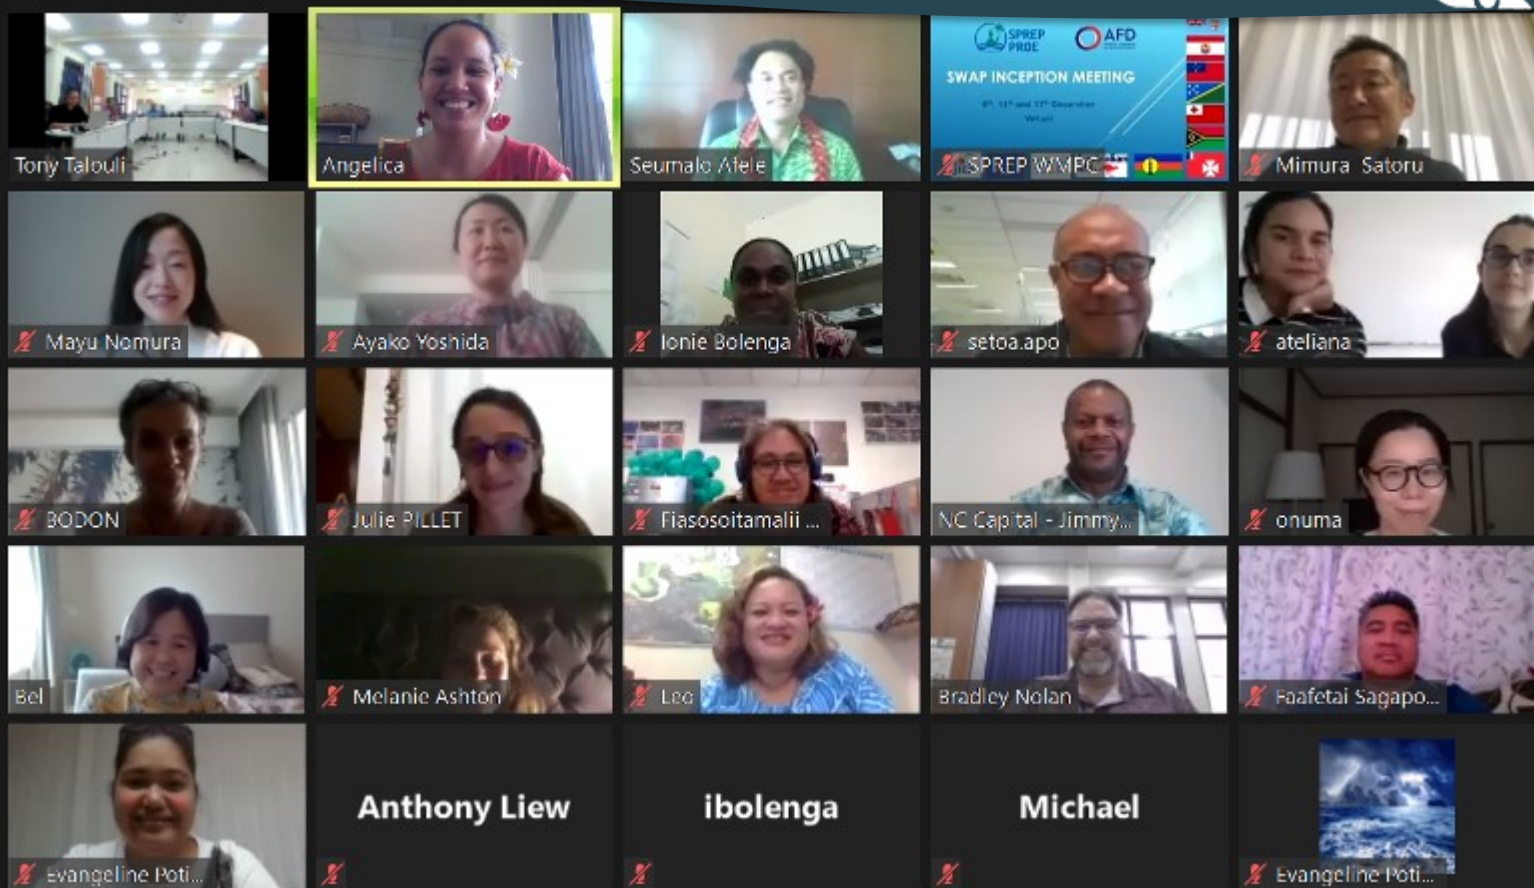 SPREP
PROE
AFD
SWAP INCEPTION MEETING
Virtual
Tony Talouli
Angelica
Seumalo Afele
SPREP WMPC
Mimura Satoru
Mayu Nomura
Ayako Yoshida
Ionie Bolenga
setoa.apo
ateliana
BODON
Julie PILLET
Fiasosoitamalii ...
NC Capital - Jimmy...
onuma
Bel
Melanie Ashton
Leo
Bradley Nolan
Faafetai Sagapo...
Evangeline Poti...
Anthony Liew
ibolenga
Michael
Evangeline Poti...